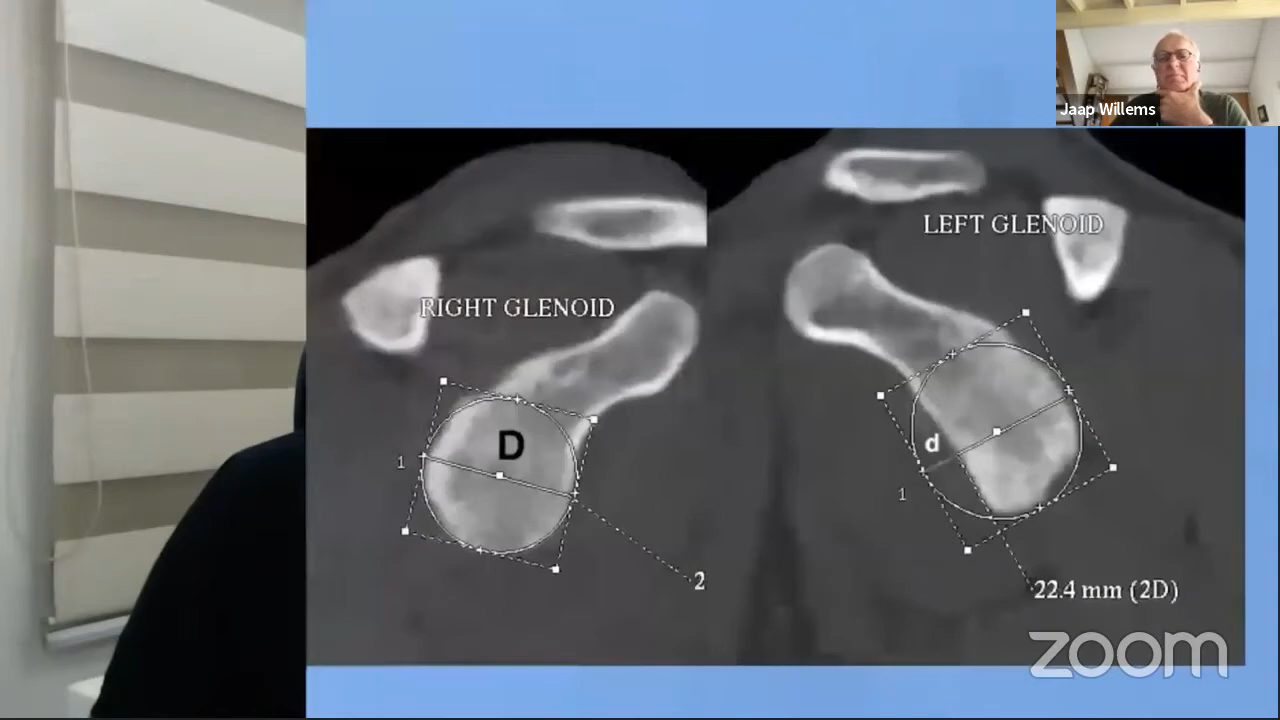 Jaap Willems
LEFT GLENOID
RIGHT GLENOID
D
d
1
1
2
22.4 mm (2D)
zoom